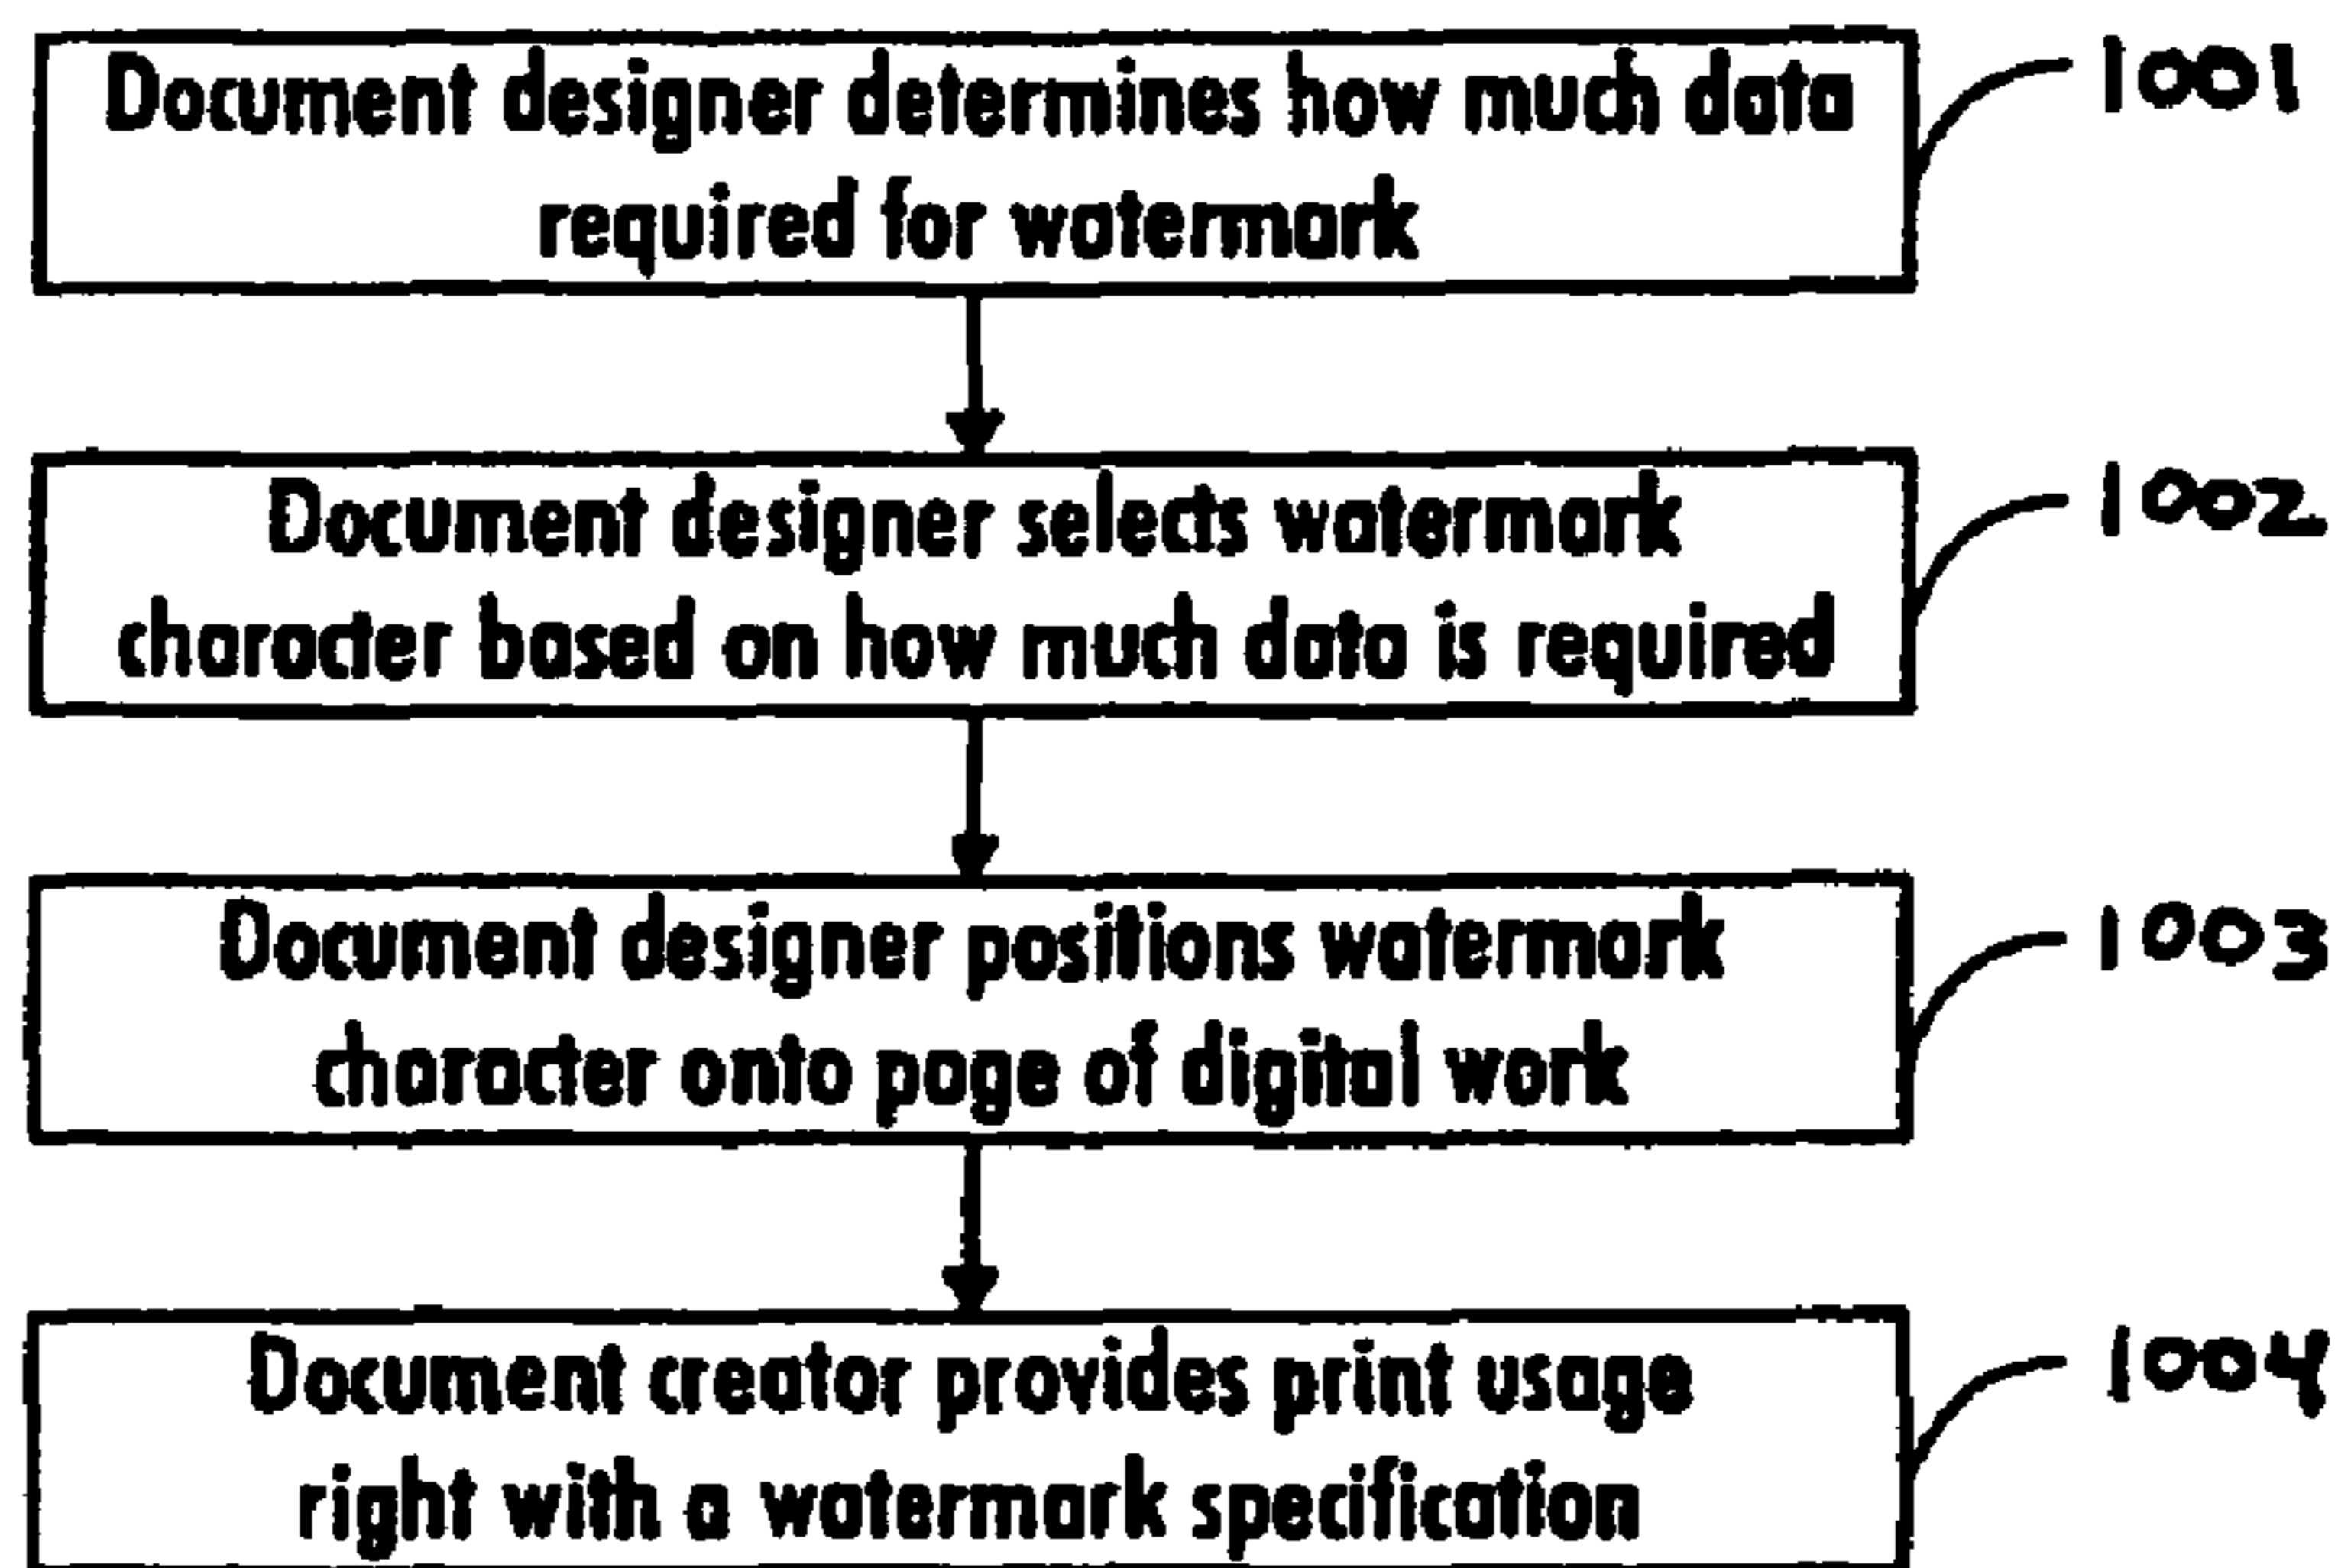 Document designer determines how much data
required for watermark
1001
Document designer selects watermark
character based on how much data is required
1002
Document designer positions watermark
character onto page of digital work
1003
Document creator provides print usage
right with a watermark specification
1004